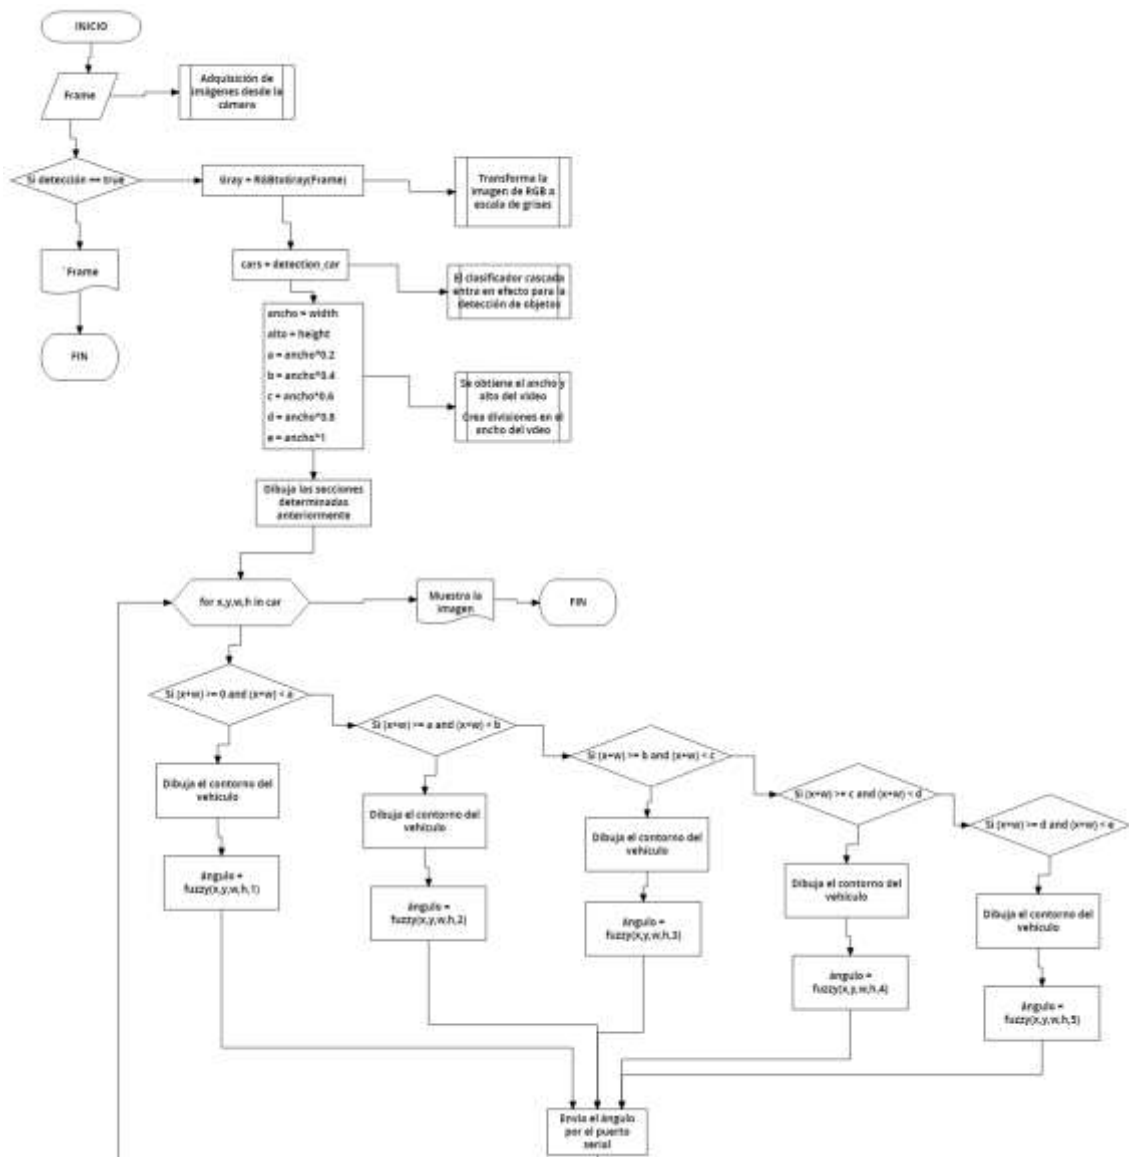 INICIO
Frame
Adquisición de
imágenes desde la
cámara
Si detección == true
Gray = RGBtoGray(Frame)
Transforma la
imagen de RGB a
escala de grises
`Frame
cars = detection_car
El clasificador cascada
entra en efecto para la
detección de objetos
FIN
ancho = width
alto = height
a = ancho*0.2
b = ancho*0.4
c = ancho*0.6
d = ancho*0.8
e = ancho*1
Se obtiene el ancho y
alto del video
Crea divisiones en el
ancho del vdeo
Dibuja las secciones
determinadas
anteriormente
for x,y,w,h in car
Muestra la
imagen
FIN
Si (x+w) >= 0 and (x+w) < a
Si (x+w) >= a and (x+w) < b
Si (x+w) >= b and (x+w) < c
Si (x+w) >= c and (x+w) < d
Si (x+w) >= d and (x+w) < e
Dibuja el contorno del
vehículo
Dibuja el contorno del
vehículo
Dibuja el contorno del
vehículo
Dibuja el contorno del
vehículo
Dibuja el contorno del
vehículo
ángulo =
fuzzy(x,y,w,h,1)
ángulo =
fuzzy(x,y,w,h,2)
ángulo =
fuzzy(x,y,w,h,3)
ángulo =
fuzzy(x,y,w,h,4)
ángulo =
fuzzy(x,y,w,h,5)
Envía el ángulo
por el puerto
serial